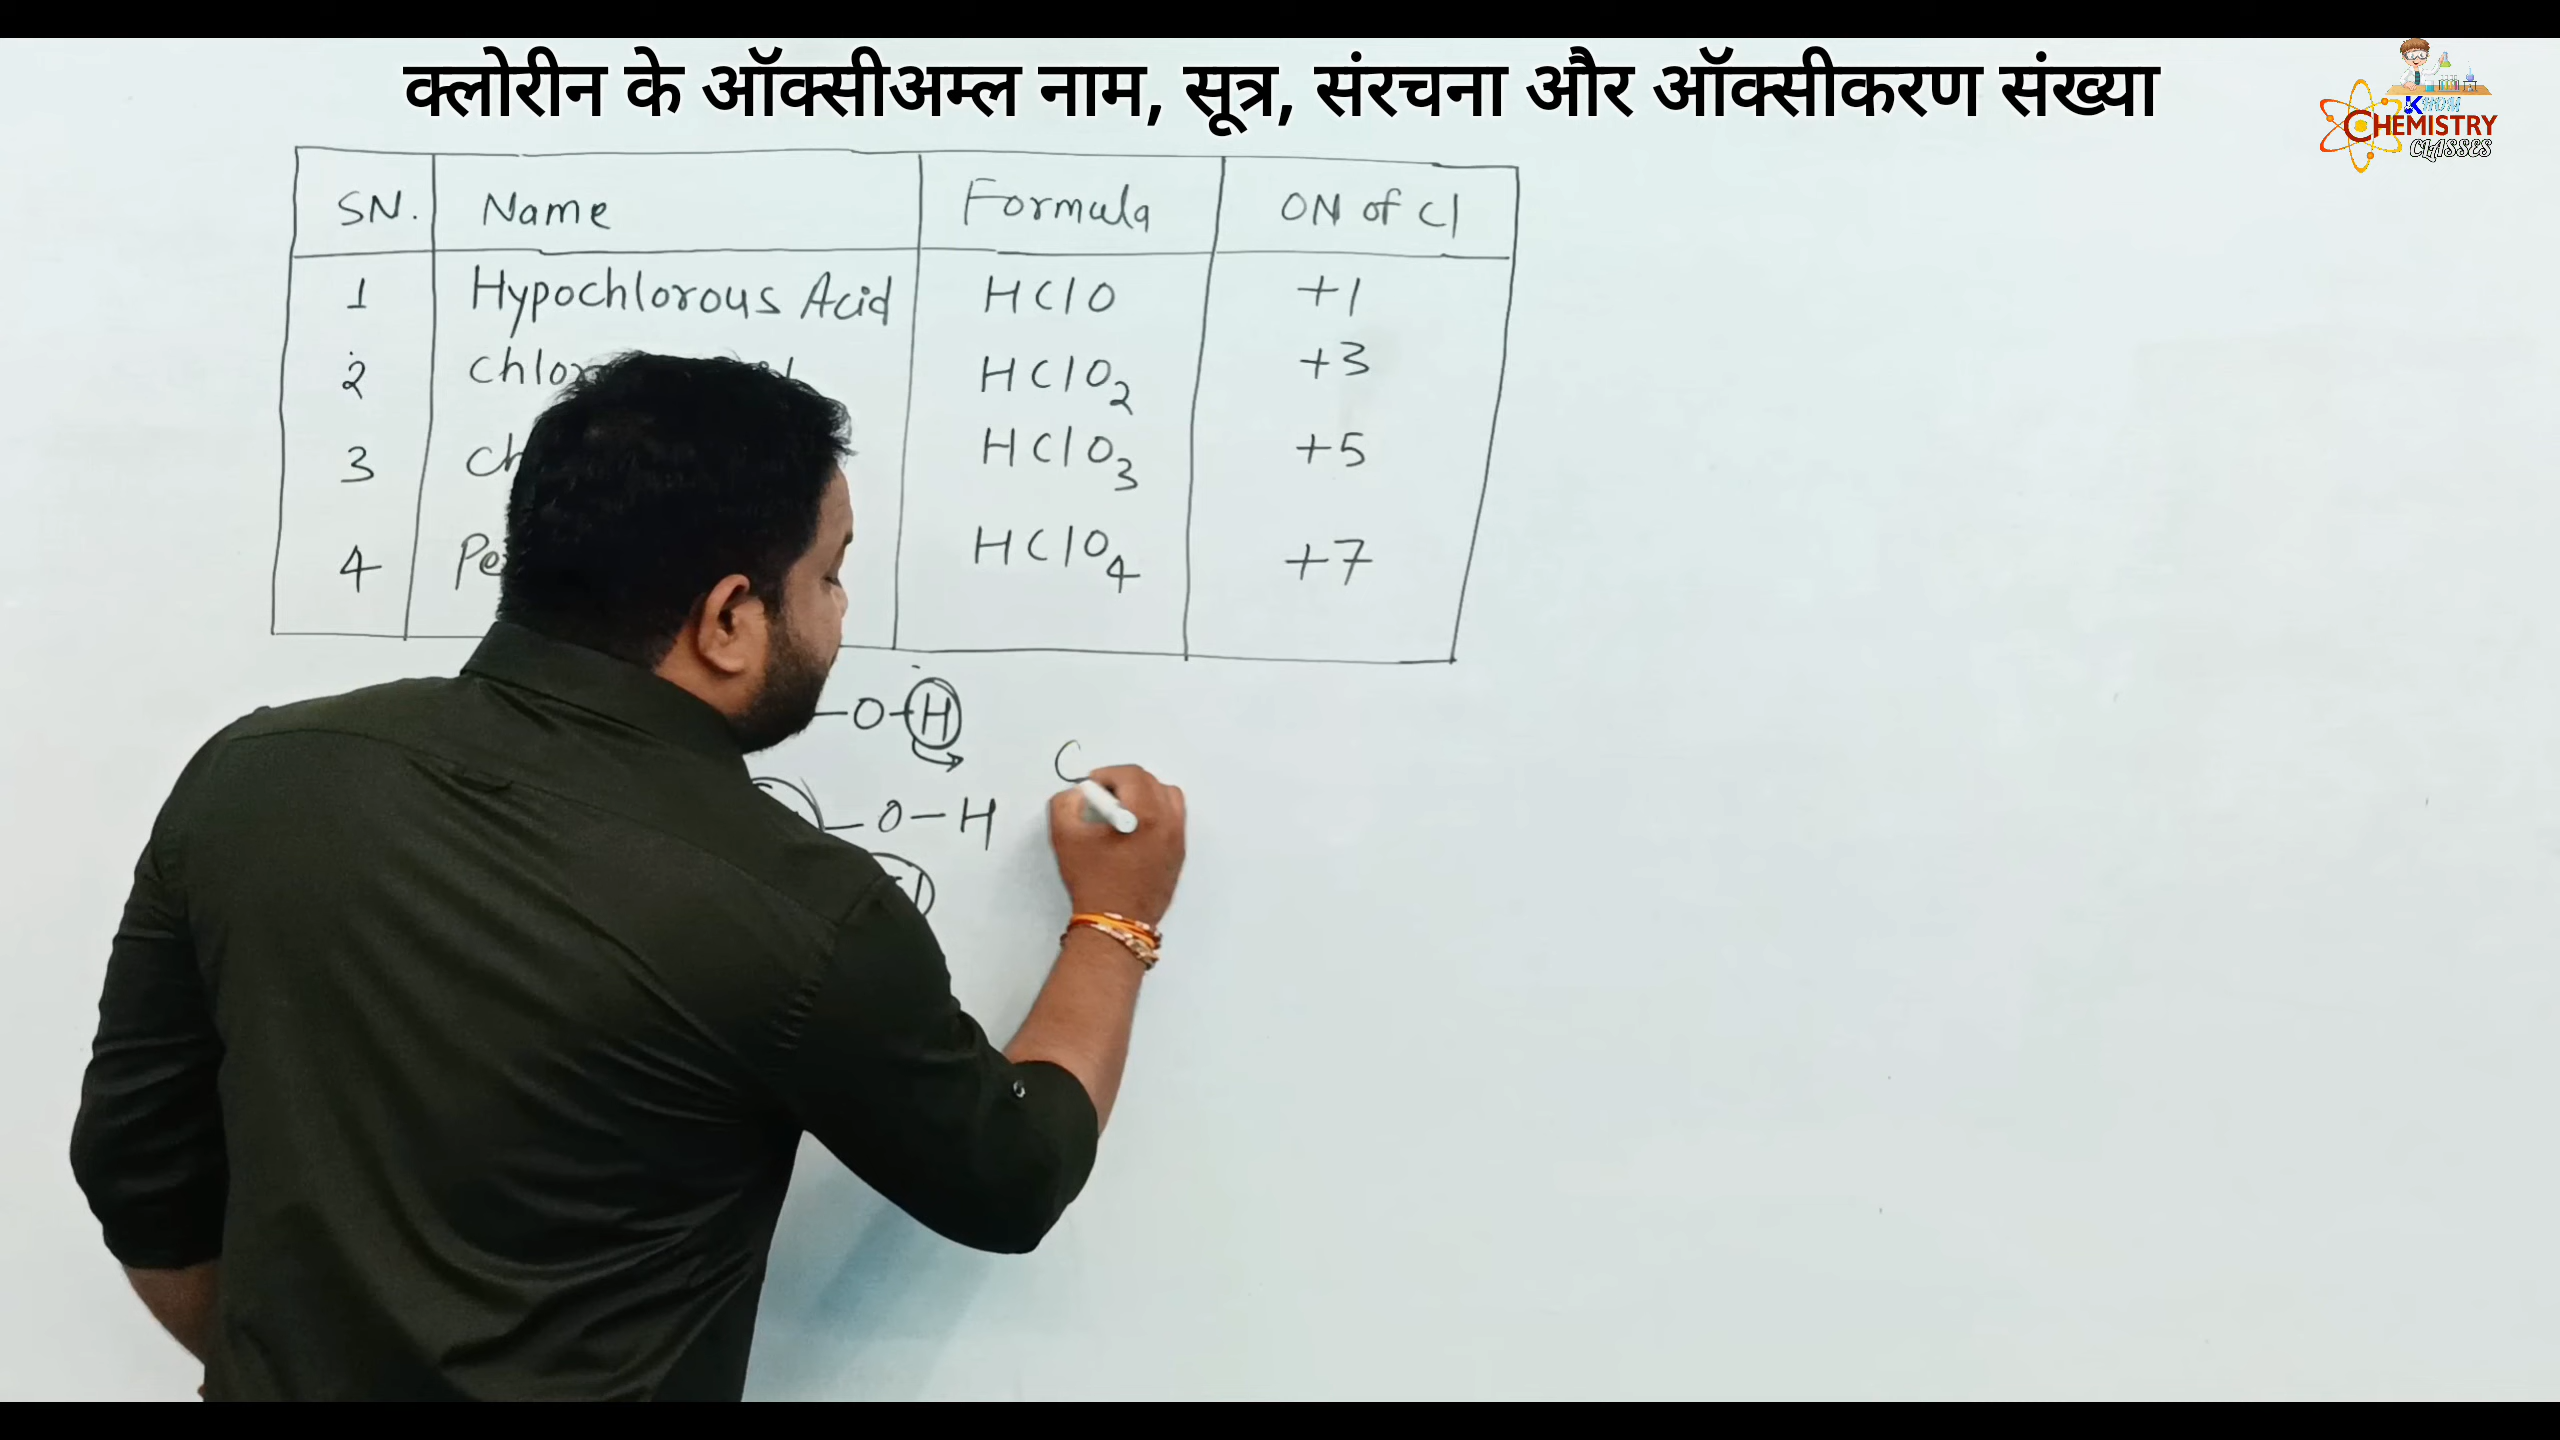 क्लोरीन के ऑक्सीअम्ल नाम, सूत्र, संरचना और ऑक्सीकरण संख्या
KHOM
CHEMISTRY
CLASSES
SN. Name Formula ON of Cl
1 Hypochlorous Acid HClO +1
2 HClO2 +3
3 HClO3 +5
4 HClO4 +7
-O-H
-O-H
C